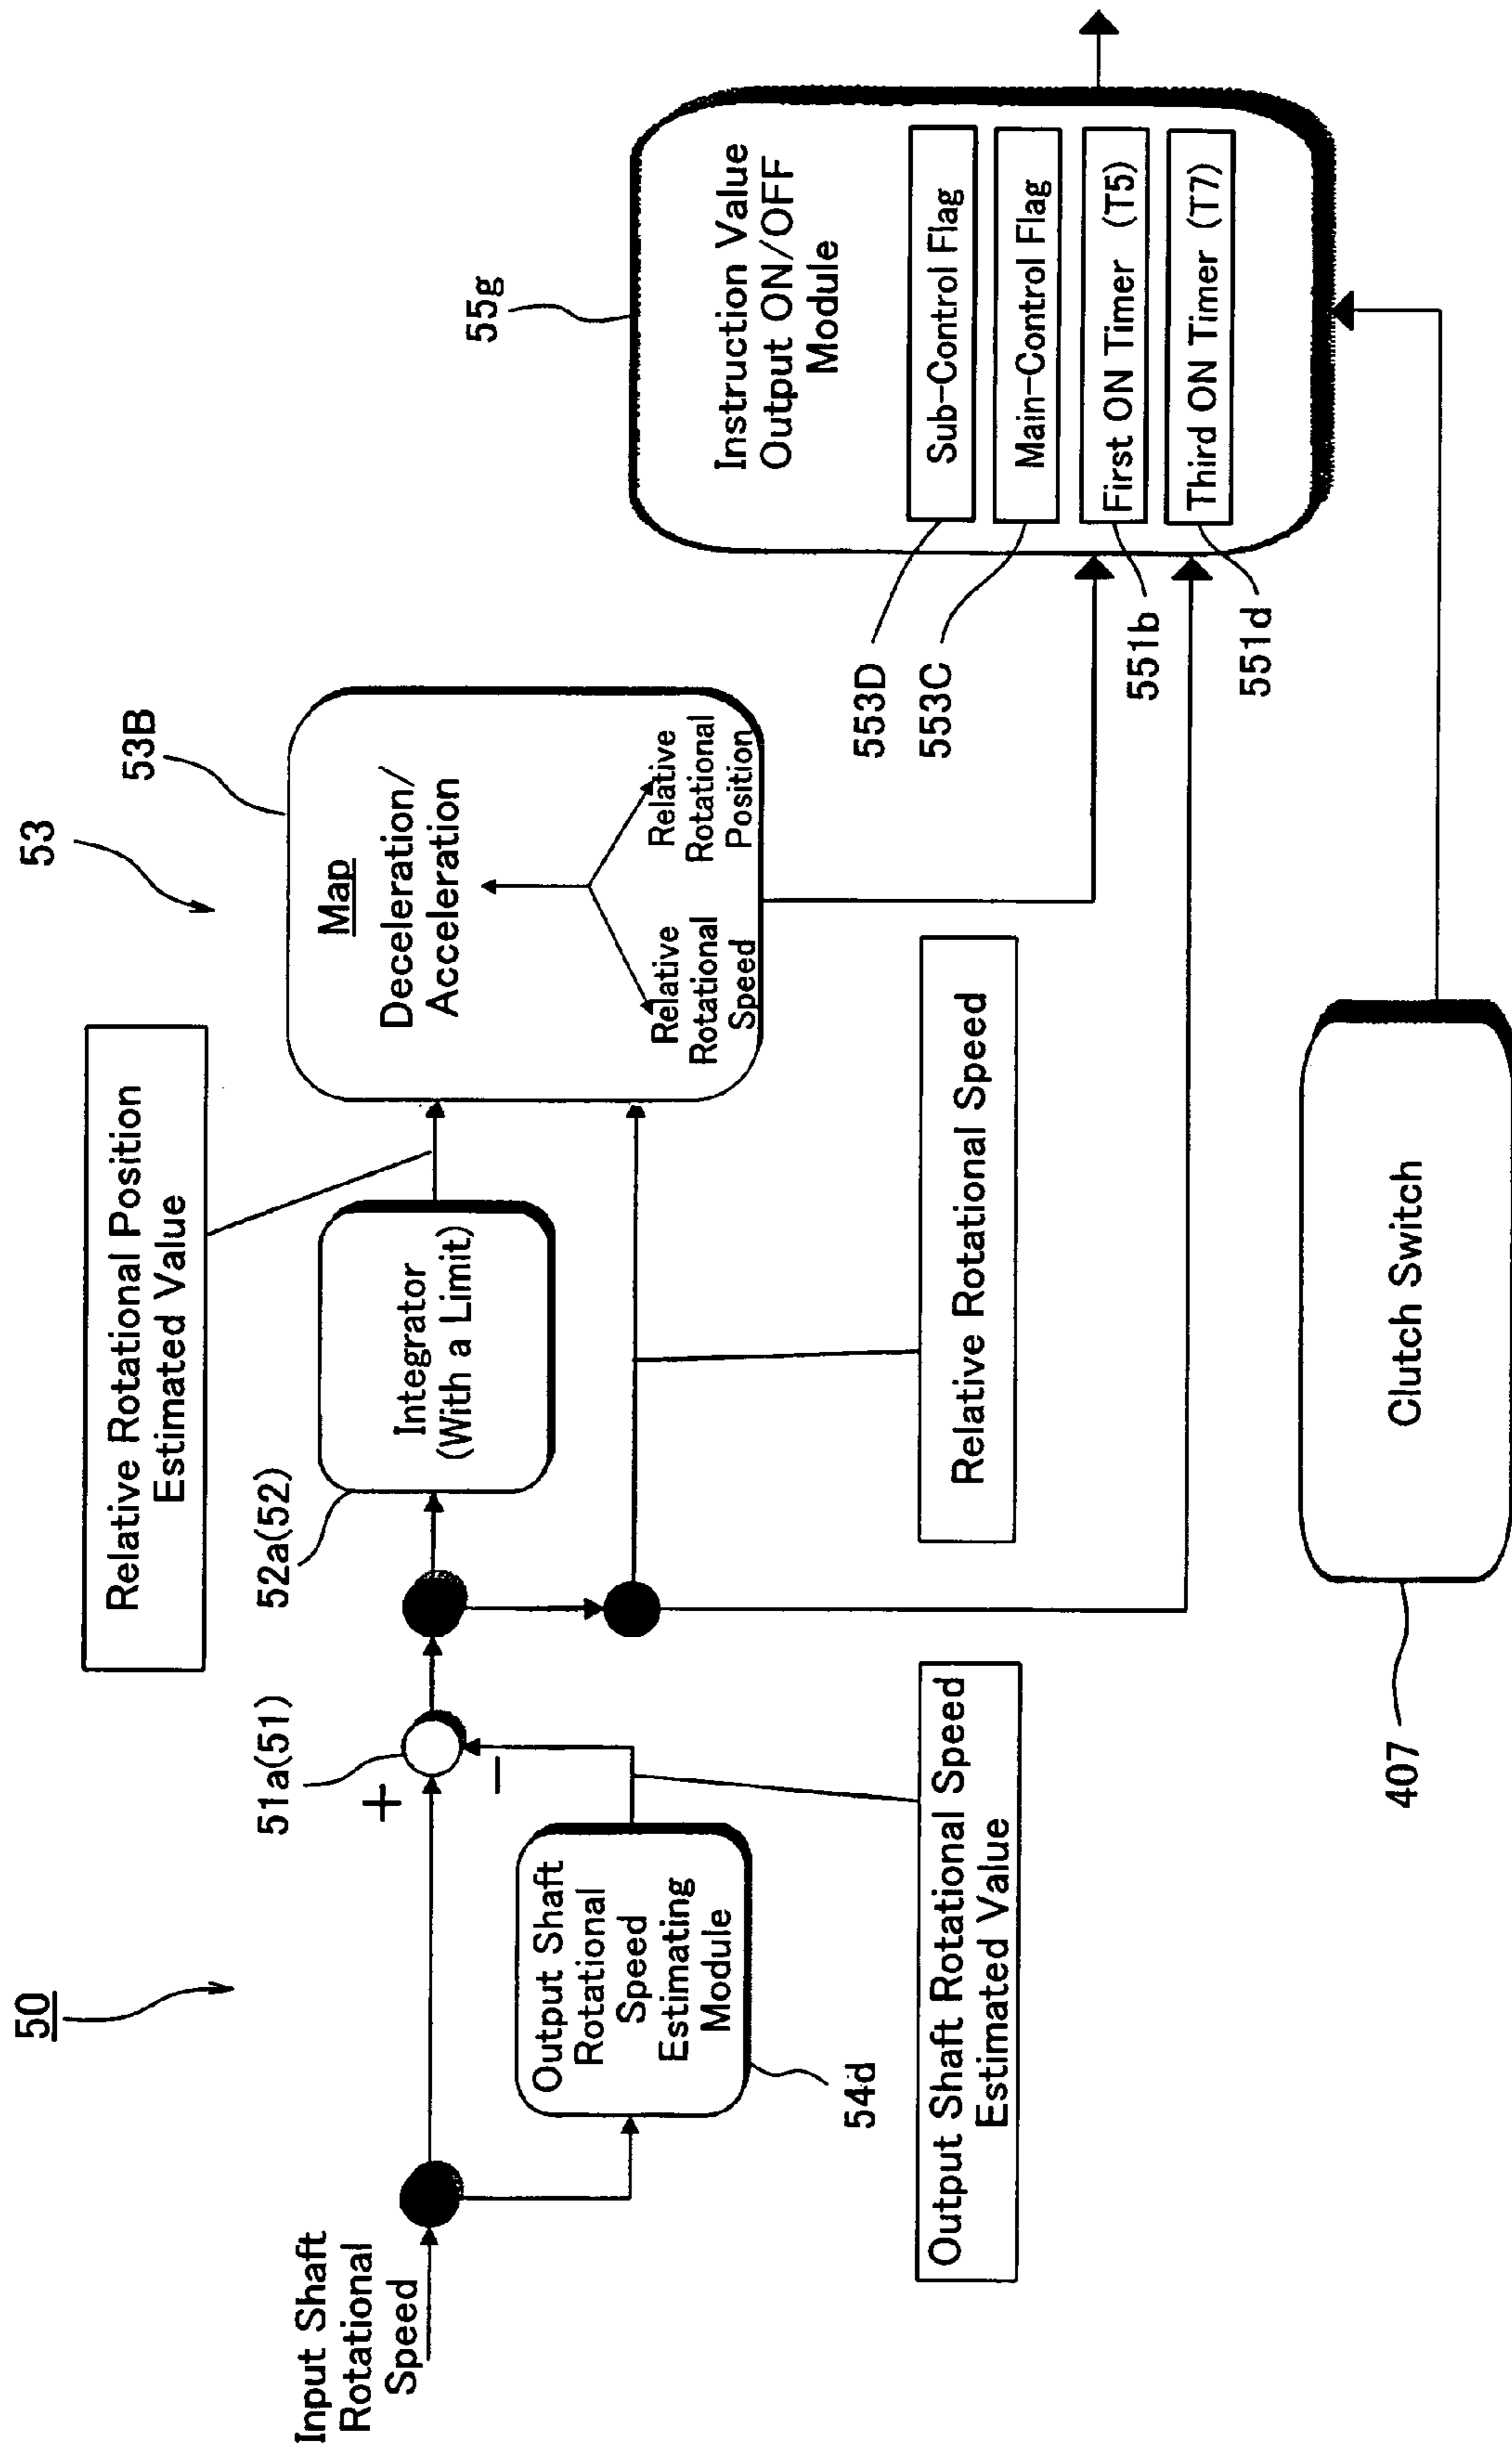 50
Input Shaft
Rotational
Speed
+
−
51a(51)
Output Shaft
Rotational
Speed
Estimating
Module
54d
Output Shaft Rotational Speed
Estimated Value
Relative Rotational Position
Estimated Value
52a(52)
Integrator
(With a Limit)
Relative Rotational Speed
53
53B
Map
Deceleration/
Acceleration
Relative
Rotational
Speed
Relative
Rotational
Position
55g
Instruction Value
Output ON/OFF
Module
Sub-Control Flag
Main-Control Flag
First ON Timer (T5)
Third ON Timer (T7)
553D
553C
551b
551d
Clutch Switch
407